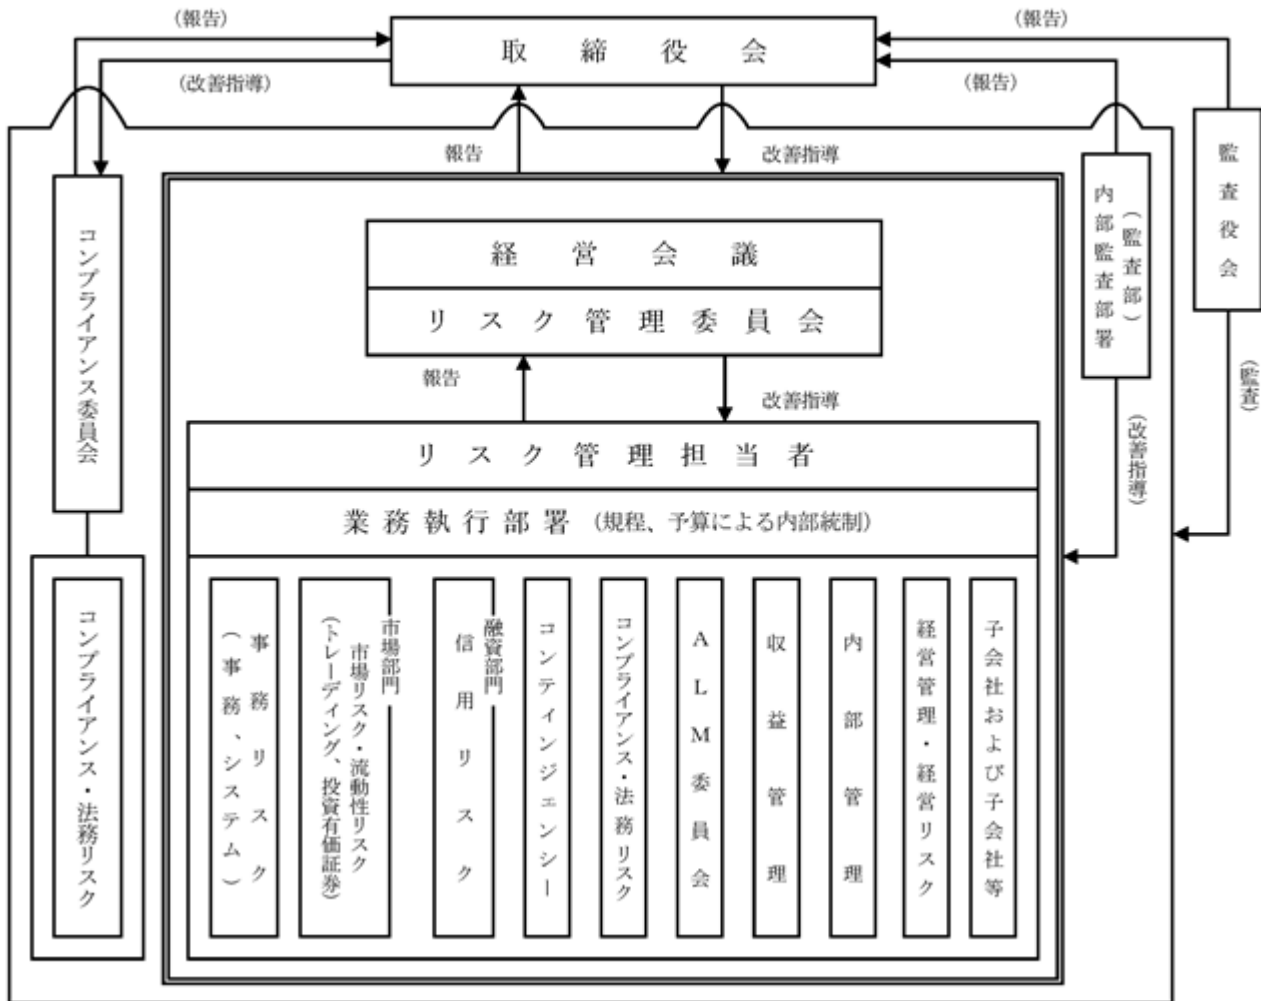 (報告)
取締役会
(報告)
(改善指導)
(報告)
報告
改善指導
監査役会
内部監査部署
(監査部)
コンプライアンス委員会
経営会議
リスク管理委員会
報告
改善指導
(監査)
(改善指導)
リスク管理担当者
業務執行部署(規程、予算による内部統制)
コンプライアンス・法務リスク
事務リスク
(事務、システム)
市場部門
市場リスク・流動性リスク
(トレーディング、投資有価証券)
融資部門
信用リスク
コンティンジェンシー
コンプライアンス・法務リスク
ALM委員会
収益管理
内部管理
経営管理・経営リスク
子会社および子会社等